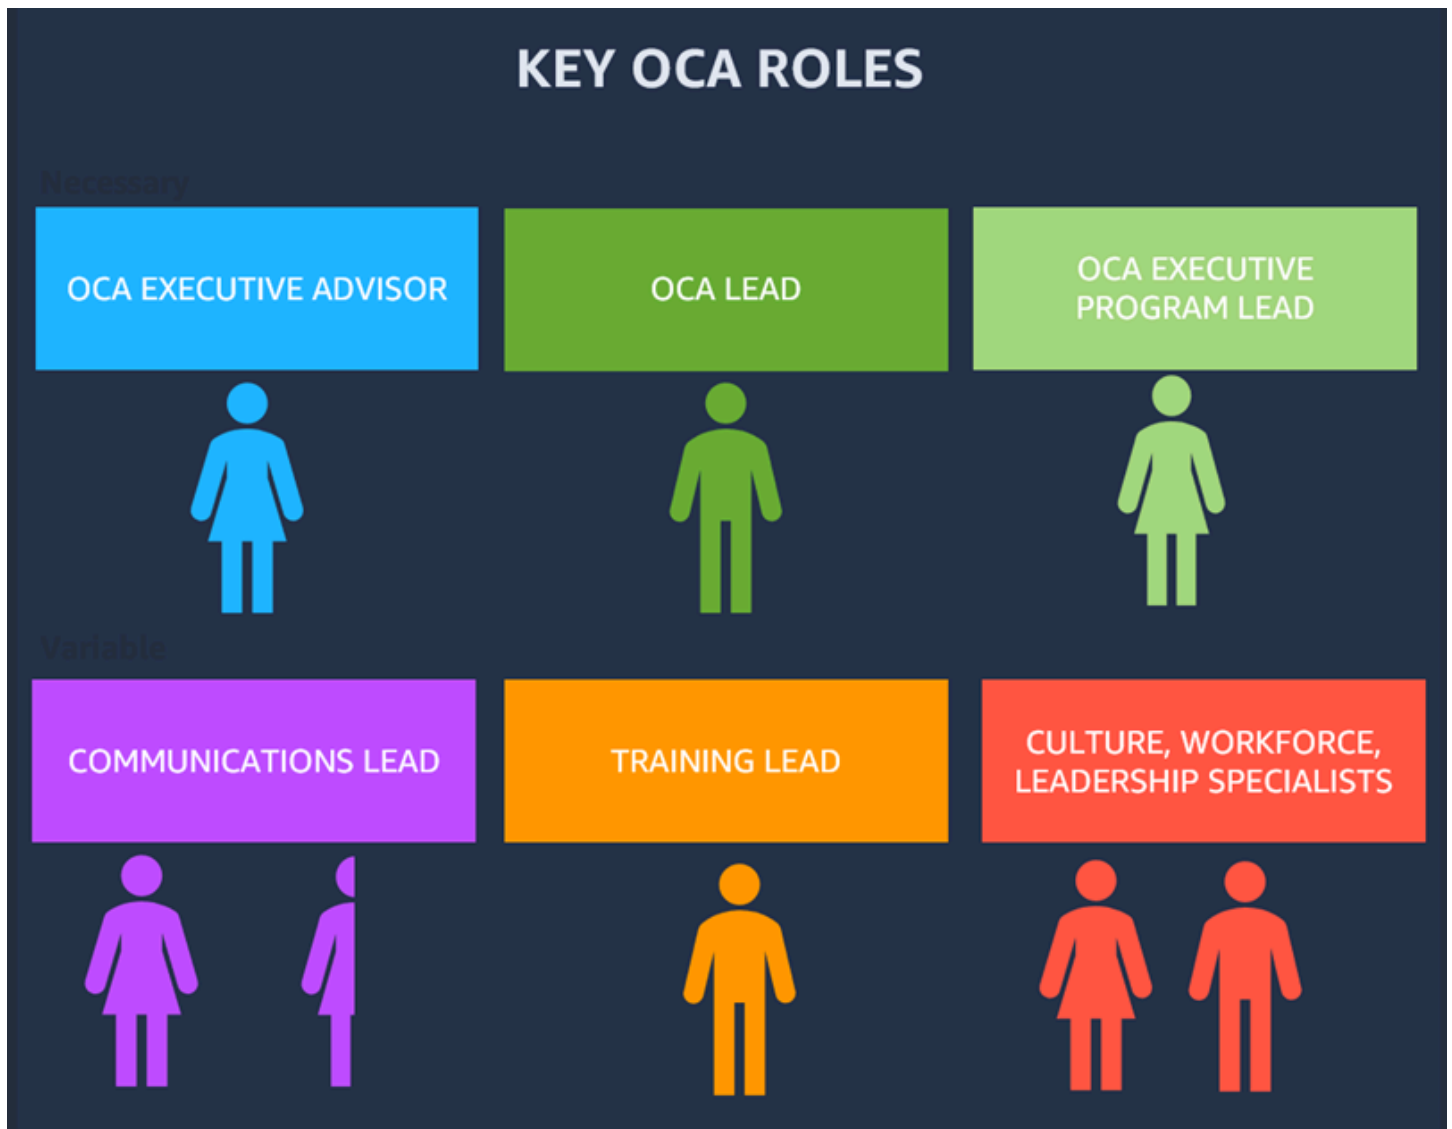 KEY OCA ROLES
Necessary
OCA EXECUTIVE ADVISOR
OCA LEAD
OCA EXECUTIVE
PROGRAM LEAD
Variable
COMMUNICATIONS LEAD
TRAINING LEAD
CULTURE, WORKFORCE,
LEADERSHIP SPECIALISTS